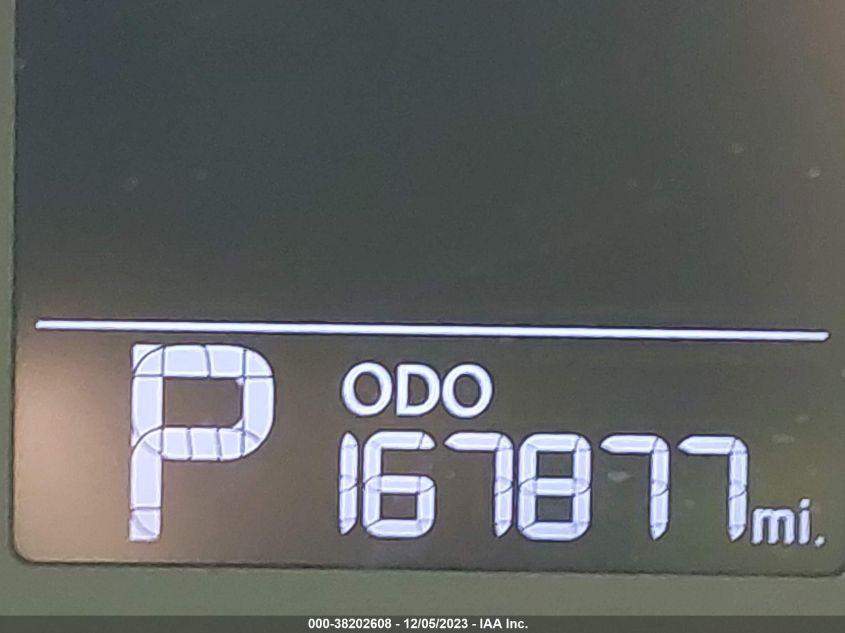 P ODO
167877 mi.
000-38202608 - 12/05/2023 - IAA Inc.